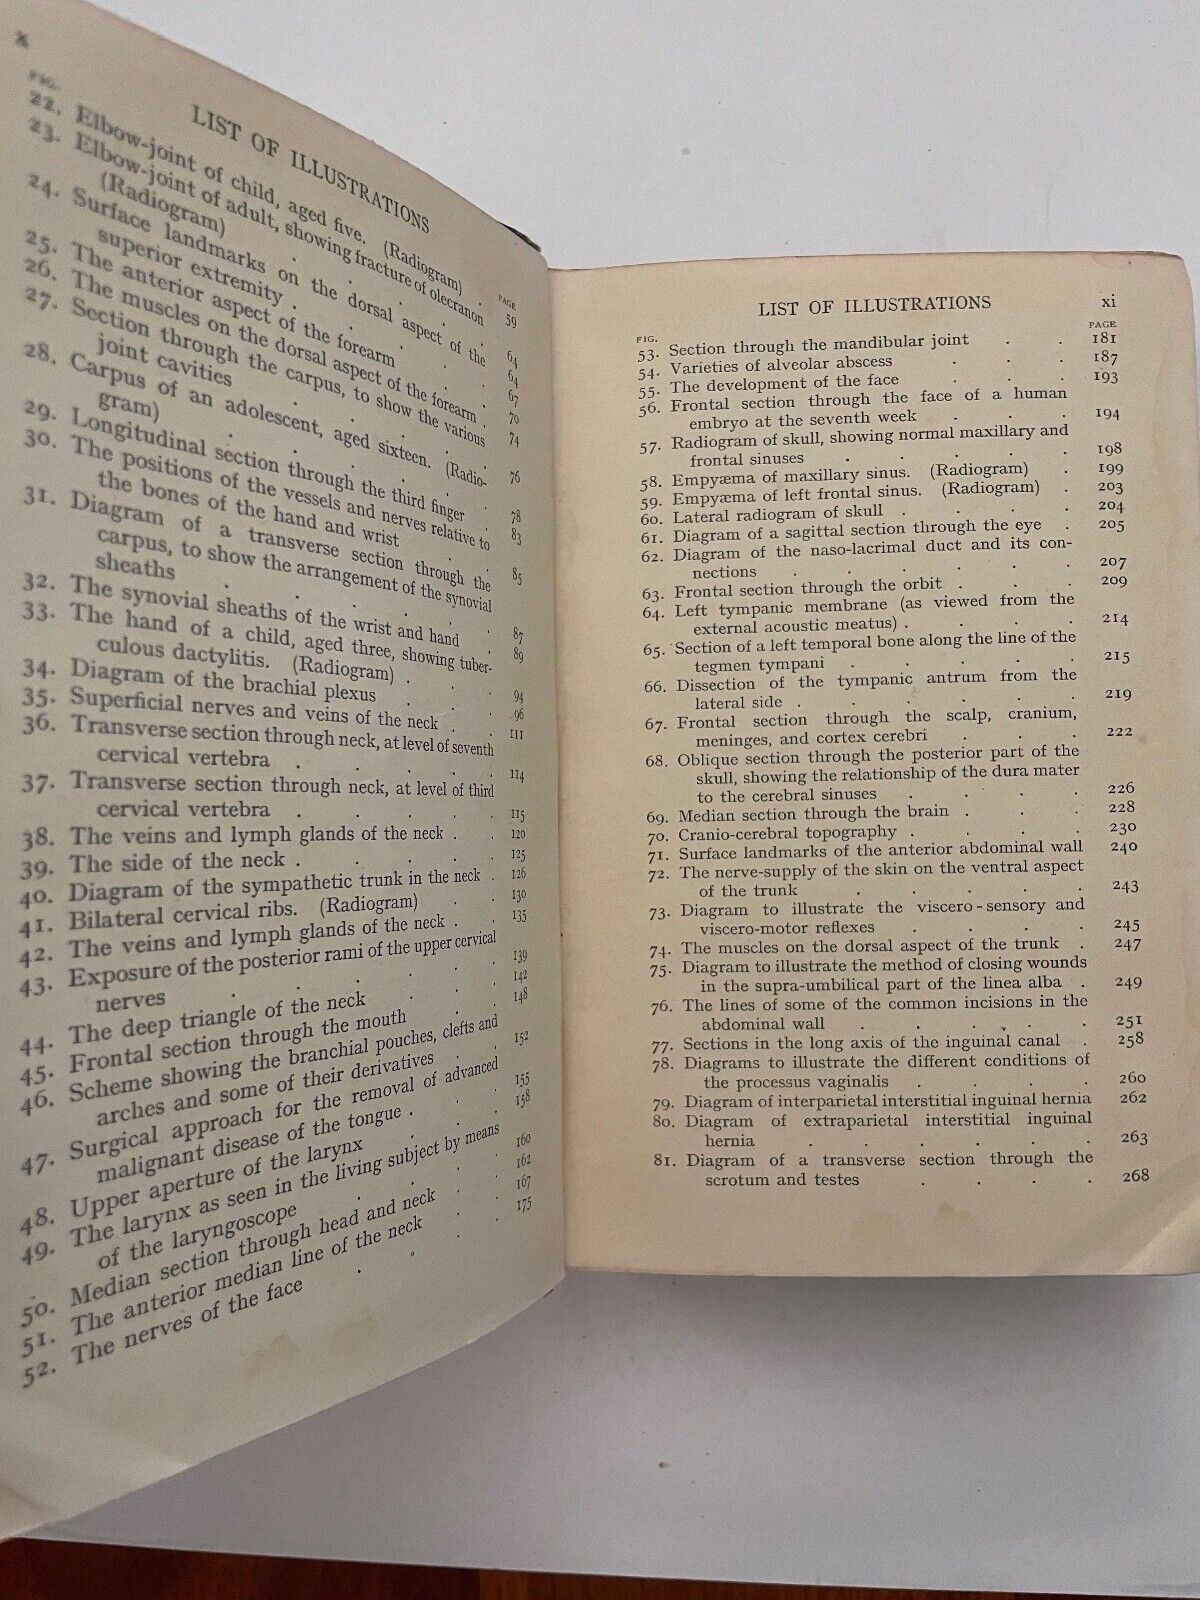 x
LIST OF ILLUSTRATIONS
FIG.
PAGE
22. Elbow-joint of child, aged five. (Radiogram) . 59
23. Elbow-joint of adult, showing fracture of olecranon
(Radiogram) . . . . 64
24. Surface landmarks on the dorsal aspect of the
superior extremity . . . . 64
25. The anterior aspect of the forearm . . 67
26. The muscles on the dorsal aspect of the forearm . 70
27. Section through the carpus, to show the various
joint cavities . . . . 74
28. Carpus of an adolescent, aged sixteen. (Radio-
gram) . . . . . 76
29. Longitudinal section through the third finger . 78
30. The positions of the vessels and nerves relative to
the bones of the hand and wrist . . 83
31. Diagram of a transverse section through the
carpus, to show the arrangement of the synovial
sheaths . . . . . 85
32. The synovial sheaths of the wrist and hand . 87
33. The hand of a child, aged three, showing tuber-
culous dactylitis. (Radiogram) . . . 89
34. Diagram of the brachial plexus . . . 94
35. Superficial nerves and veins of the neck . . 96
36. Transverse section through neck, at level of seventh
cervical vertebra . . . . 111
37. Transverse section through neck, at level of third
cervical vertebra . . . . . 114
38. The veins and lymph glands of the neck . . 115
39. The side of the neck . . . . . 120
40. Diagram of the sympathetic trunk in the neck . 125
41. Bilateral cervical ribs. (Radiogram) . . 126
42. The veins and lymph glands of the neck . . 130
43. Exposure of the posterior rami of the upper cervical
nerves . . . . . 135
44. The deep triangle of the neck . . . 139
45. Frontal section through the mouth . . 142
46. Scheme showing the branchial pouches, clefts and
arches and some of their derivatives . . 148
47. Surgical approach for the removal of advanced
malignant disease of the tongue . . . 152
48. Upper aperture of the larynx . . . 155
49. The larynx as seen in the living subject by means
of the laryngoscope . . . . 158
50. Median section through head and neck . . 160
51. The anterior median line of the neck . . 162
52. The nerves of the face . . . . 167
175
LIST OF ILLUSTRATIONS xi
FIG. PAGE
53. Section through the mandibular joint . . 181
54. Varieties of alveolar abscess . . . 187
55. The development of the face . . . 193
56. Frontal section through the face of a human
embryo at the seventh week . . . 194
57. Radiogram of skull, showing normal maxillary and
frontal sinuses . . . . . 198
58. Empyæma of maxillary sinus. (Radiogram) . 199
59. Empyæma of left frontal sinus. (Radiogram) . 203
60. Lateral radiogram of skull . . . . 204
61. Diagram of a sagittal section through the eye . 205
62. Diagram of the naso-lacrimal duct and its con-
nections . . . . . . 207
63. Frontal section through the orbit . . . 209
64. Left tympanic membrane (as viewed from the
external acoustic meatus) . . . . 214
65. Section of a left temporal bone along the line of the
tegmen tympani . . . . . 215
66. Dissection of the tympanic antrum from the
lateral side . . . . . . 219
67. Frontal section through the scalp, cranium,
meninges, and cortex cerebri . . . 222
68. Oblique section through the posterior part of the
skull, showing the relationship of the dura mater
to the cerebral sinuses . . . . 226
69. Median section through the brain . . . 228
70. Cranio-cerebral topography . . . . 230
71. Surface landmarks of the anterior abdominal wall 240
72. The nerve-supply of the skin on the ventral aspect
of the trunk . . . . . 243
73. Diagram to illustrate the viscero-sensory and
viscero-motor reflexes . . . . 245
74. The muscles on the dorsal aspect of the trunk . 247
75. Diagram to illustrate the method of closing wounds
in the supra-umbilical part of the linea alba . 249
76. The lines of some of the common incisions in the
abdominal wall . . . . . 251
77. Sections in the long axis of the inguinal canal . 258
78. Diagrams to illustrate the different conditions of
the processus vaginalis . . . . 260
79. Diagram of interparietal interstitial inguinal hernia 262
80. Diagram of extraparietal interstitial inguinal
hernia . . . . . . 263
81. Diagram of a transverse section through the
scrotum and testes . . . . 268